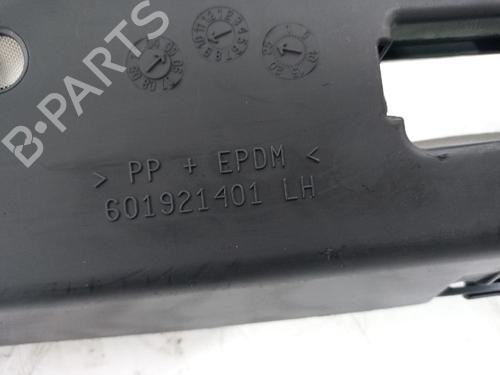 B-Parts
> PP + EPDM <
601921401 LH